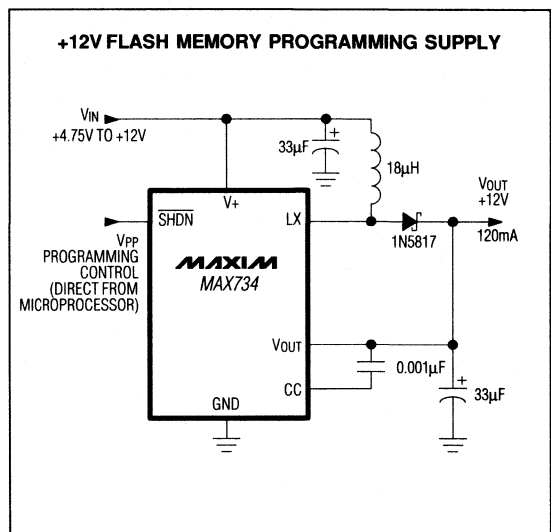 +12V FLASH MEMORY PROGRAMMING SUPPLY
VIN
+4.75V TO +12V
33µF
+
18µH
V+
SHDN
LX
VOUT
+12V
1N5817
120mA
VPP
PROGRAMMING
CONTROL
(DIRECT FROM
MICROPROCESSOR)
MAXIM
MAX734
VOUT
0.001µF
CC
+
33µF
GND